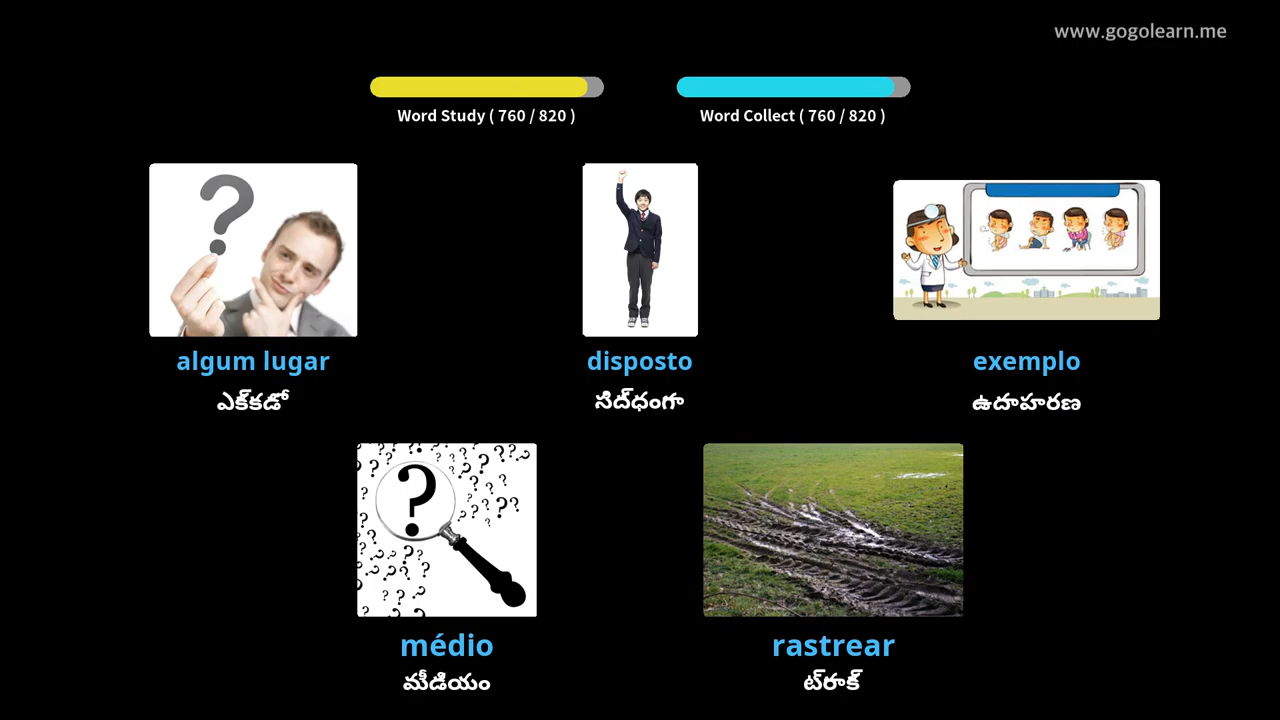 www.gogolearn.me
Word Study ( 760 / 820 )
Word Collect ( 760 / 820 )
algum lugar
ఎక్కడో
disposto
సిద్ధంగా
exemplo
ఉదాహరణ
médio
మీడియం
rastrear
ట్రాక్